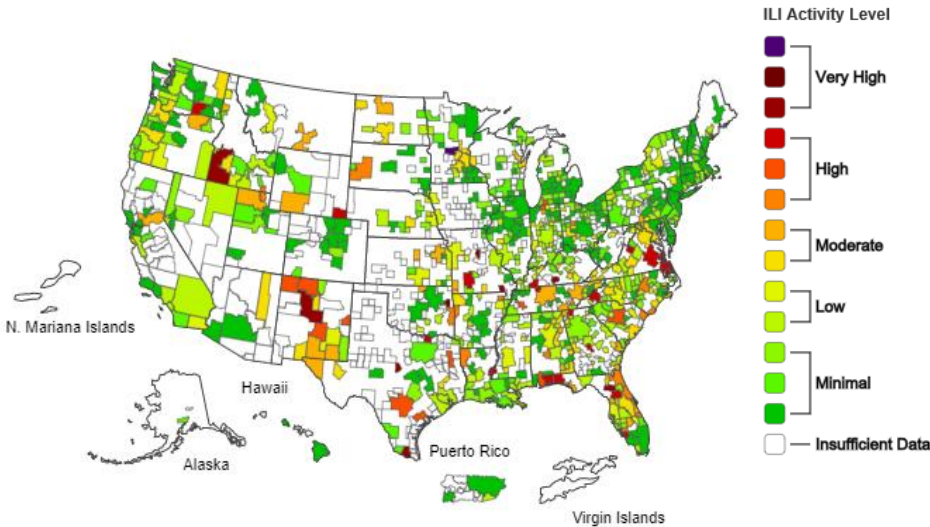 ILI Activity Level
Very High
High
Moderate
Low
Minimal
Insufficient Data
N. Mariana Islands
Hawaii
Alaska
Puerto Rico
Virgin Islands